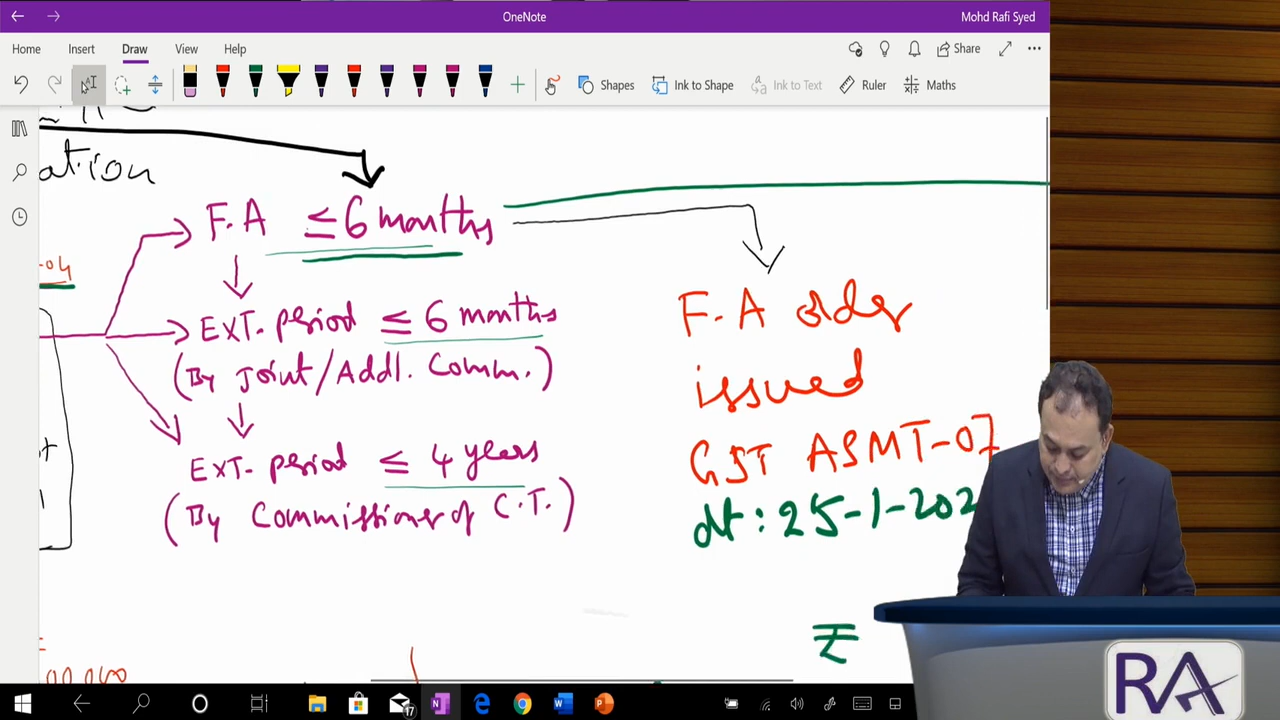 OneNote
Mohd Rafi Syed
Home Insert Draw View Help
Share
Shapes
Ink to Shape
Ink to Text
Ruler
Maths
ation
F.A ≤ 6 months
-04
EXT. period ≤ 6 months
(By Joint/Addl. Comm.)
EXT. period ≤ 4 years
(By Commissioner of C.T.)
F.A order
issued
GST ASMT-07
dt: 25-1-202
₹
17
RA